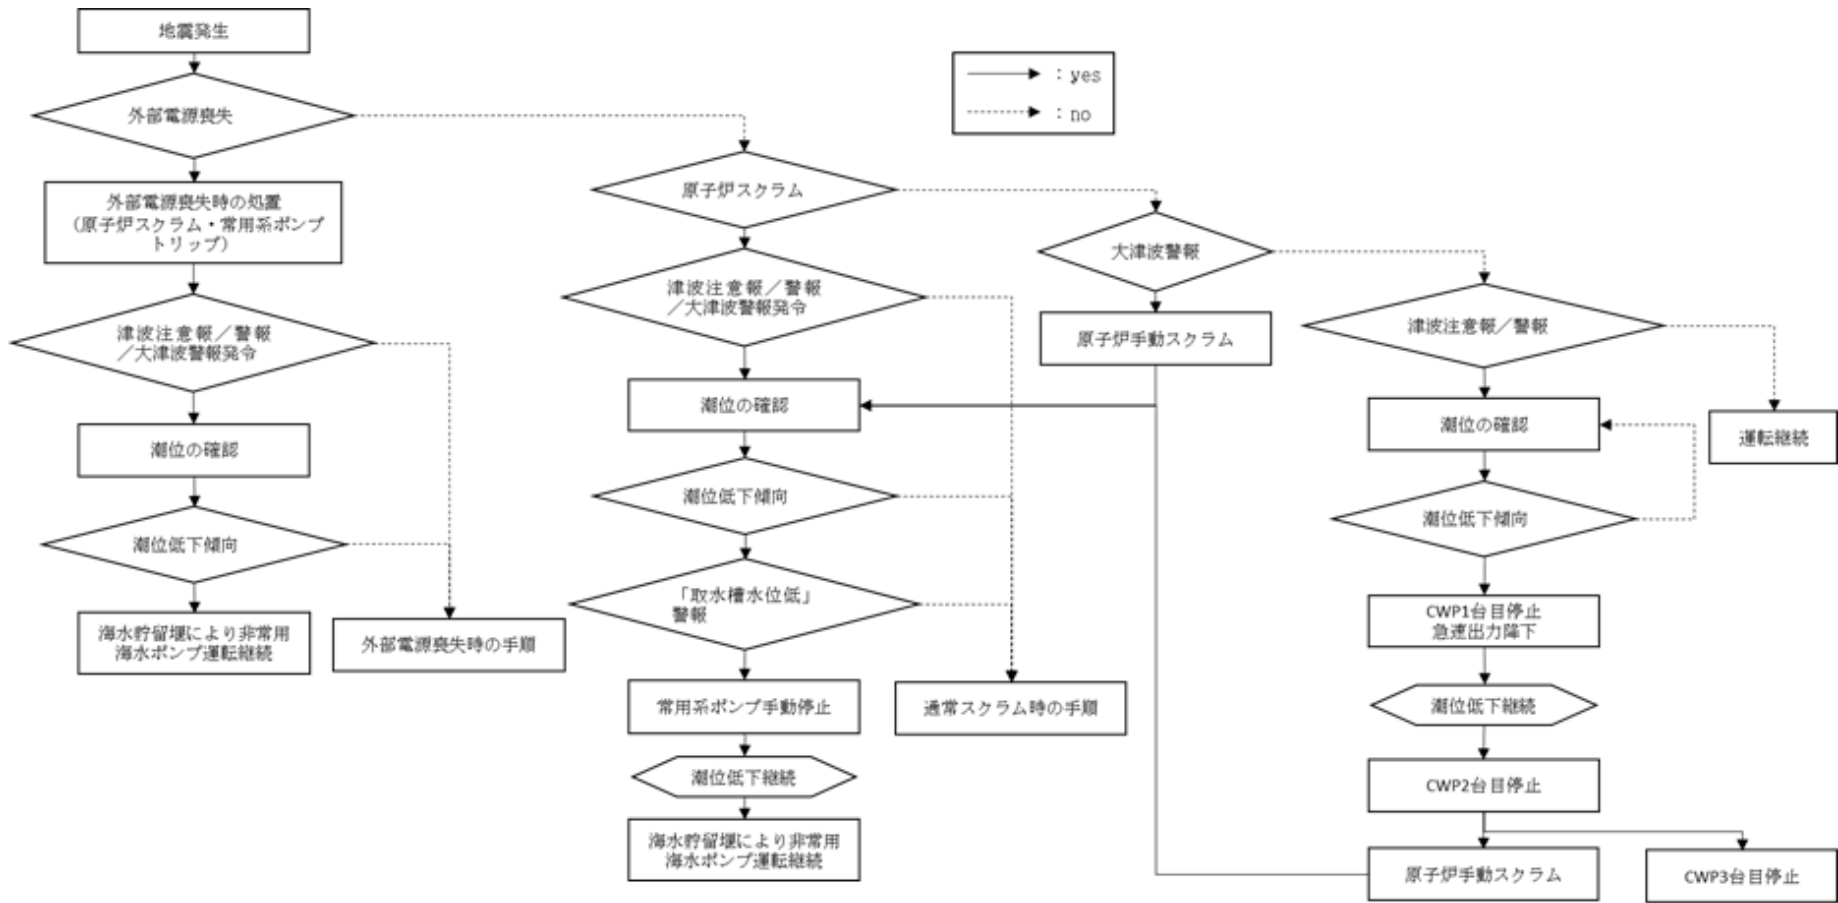 地震発生
外部電源喪失
外部電源喪失時の処置
（原子炉スクラム・常用系ポンプ
トリップ）
津波注意報／警報
／大津波警報発令
潮位の確認
潮位低下傾向
海水貯留堰により非常用
海水ポンプ運転継続
外部電源喪失時の手順
原子炉スクラム
津波注意報／警報
／大津波警報発令
潮位の確認
潮位低下傾向
「取水槽水位低」
警報
常用系ポンプ手動停止
潮位低下継続
海水貯留堰により非常用
海水ポンプ運転継続
通常スクラム時の手順
：yes
：no
大津波警報
原子炉手動スクラム
津波注意報／警報
潮位の確認
運転継続
潮位低下傾向
CWP1台目停止
急速出力降下
潮位低下継続
CWP2台目停止
原子炉手動スクラム
CWP3台目停止